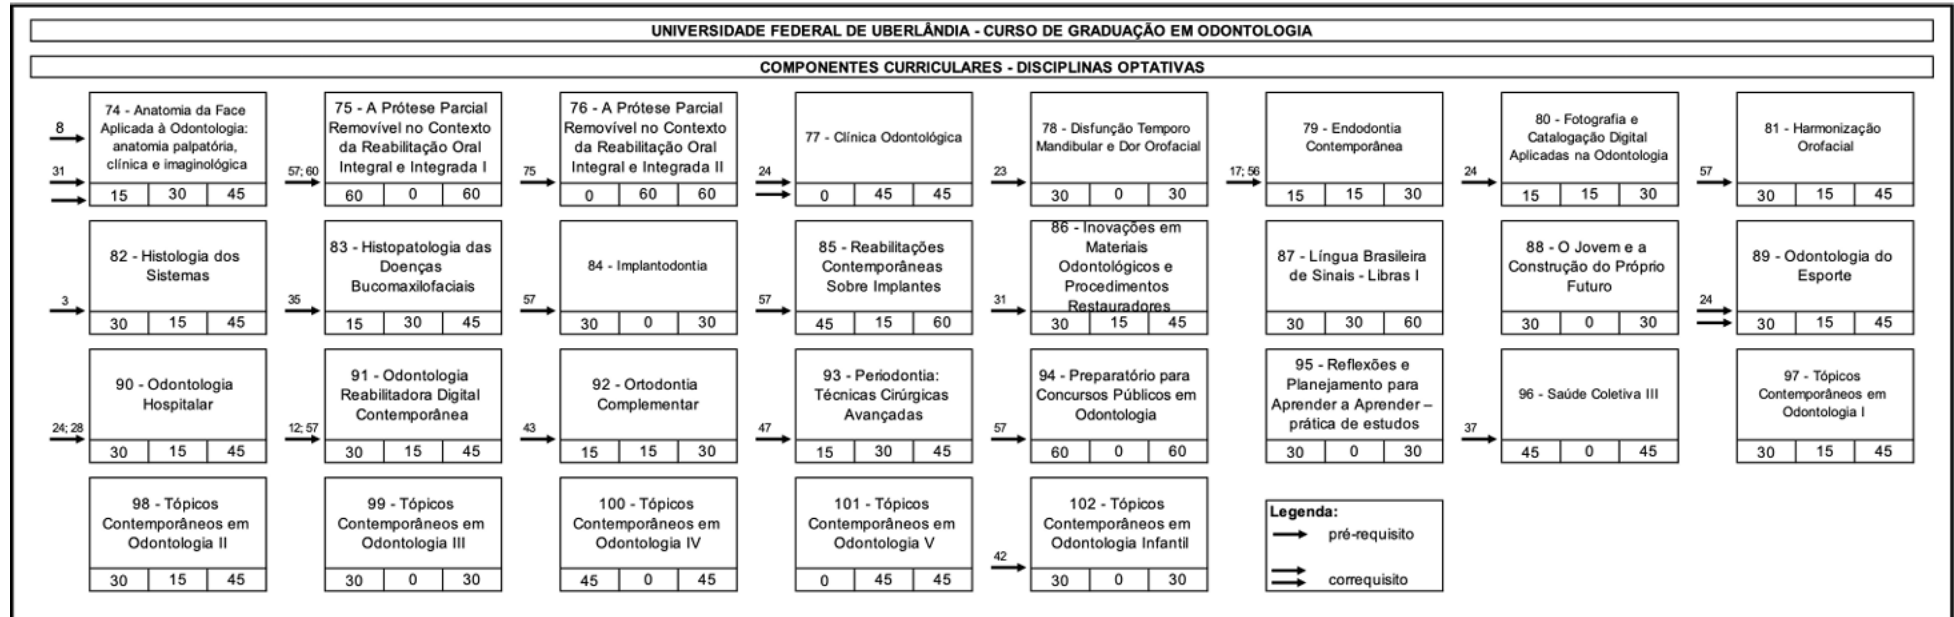 UNIVERSIDADE FEDERAL DE UBERLÂNDIA - CURSO DE GRADUAÇÃO EM ODONTOLOGIA
COMPONENTES CURRICULARES - DISCIPLINAS OPTATIVAS
8
31
74 - Anatomia da Face
Aplicada à Odontologia:
anatomia palpatória,
clínica e imaginológica
15 30 45
57; 60
75 - A Prótese Parcial
Removível no Contexto
da Reabilitação Oral
Integral e Integrada I
60 0 60
75
76 - A Prótese Parcial
Removível no Contexto
da Reabilitação Oral
Integral e Integrada II
0 60 60
24
77 - Clínica Odontológica
0 45 45
23
78 - Disfunção Temporo
Mandibular e Dor Orofacial
30 0 30
17; 56
79 - Endodontia
Contemporânea
15 15 30
24
80 - Fotografia e
Catalogação Digital
Aplicadas na Odontologia
15 15 30
57
81 - Harmonização
Orofacial
30 15 45
3
82 - Histologia dos
Sistemas
30 15 45
35
83 - Histopatologia das
Doenças
Bucomaxilofaciais
15 30 45
57
84 - Implantodontia
30 0 30
57
85 - Reabilitações
Contemporâneas
Sobre Implantes
45 15 60
31
86 - Inovações em
Materiais
Odontológicos e
Procedimentos
Restauradores
30 15 45
87 - Língua Brasileira
de Sinais - Libras I
30 30 60
88 - O Jovem e a
Construção do Próprio
Futuro
30 0 30
24
89 - Odontologia do
Esporte
30 15 45
24; 28
90 - Odontologia
Hospitalar
30 15 45
12; 57
91 - Odontologia
Reabilitadora Digital
Contemporânea
30 15 45
43
92 - Ortodontia
Complementar
15 15 30
47
93 - Periodontia:
Técnicas Cirúrgicas
Avançadas
15 30 45
57
94 - Preparatório para
Concursos Públicos em
Odontologia
60 0 60
95 - Reflexões e
Planejamento para
Aprender a Aprender –
prática de estudos
30 0 30
37
96 - Saúde Coletiva III
45 0 45
97 - Tópicos
Contemporâneos em
Odontologia I
30 15 45
98 - Tópicos
Contemporâneos em
Odontologia II
30 15 45
99 - Tópicos
Contemporâneos em
Odontologia III
30 0 30
100 - Tópicos
Contemporâneos em
Odontologia IV
45 0 45
101 - Tópicos
Contemporâneos em
Odontologia V
0 45 45
42
102 - Tópicos
Contemporâneos em
Odontologia Infantil
30 0 30
Legenda:
pré-requisito
correquisito